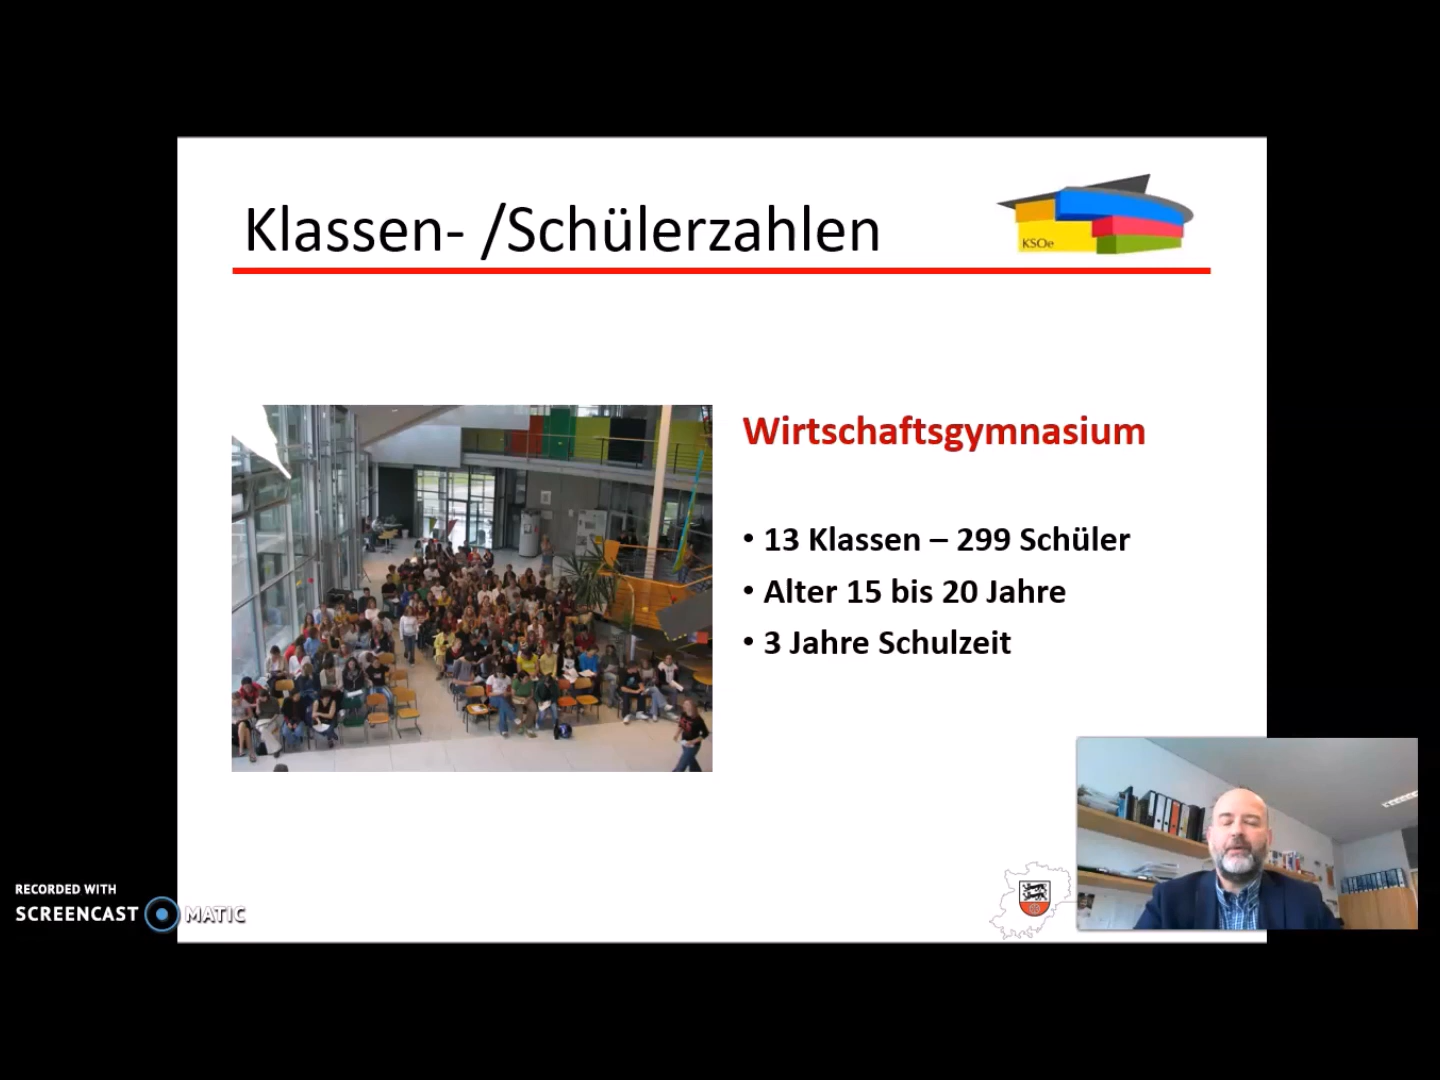 Klassen- /Schülerzahlen
KSOe
Wirtschaftsgymnasium
• 13 Klassen – 299 Schüler
• Alter 15 bis 20 Jahre
• 3 Jahre Schulzeit
RECORDED WITH
SCREENCAST MATIC